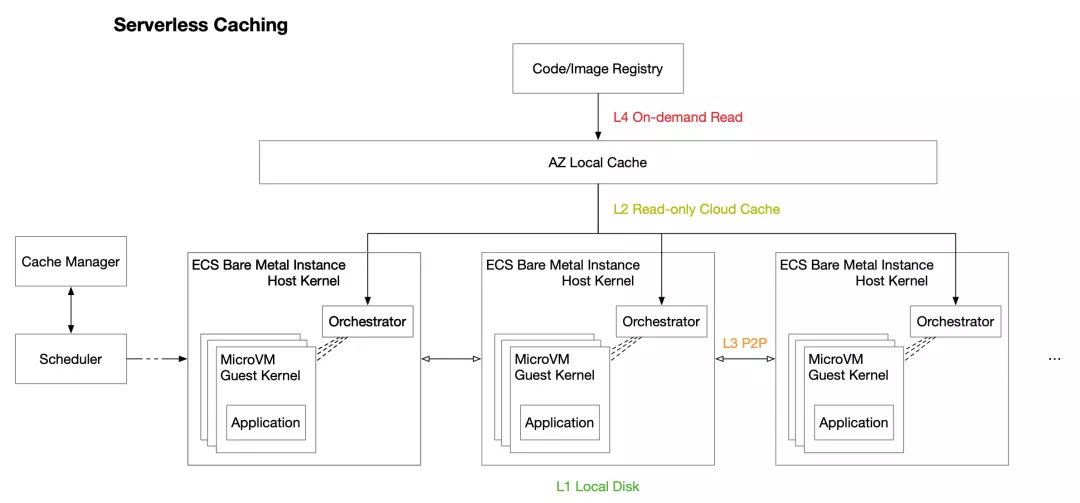 Serverless Caching
Code/Image Registry
L4 On-demand Read
AZ Local Cache
L2 Read-only Cloud Cache
Cache Manager
Scheduler
ECS Bare Metal Instance
Host Kernel
Orchestrator
MicroVM
Guest Kernel
Application
ECS Bare Metal Instance
Host Kernel
Orchestrator
MicroVM
Guest Kernel
Application
L3 P2P
ECS Bare Metal Instance
Host Kernel
Orchestrator
MicroVM
Guest Kernel
Application
...
L1 Local Disk